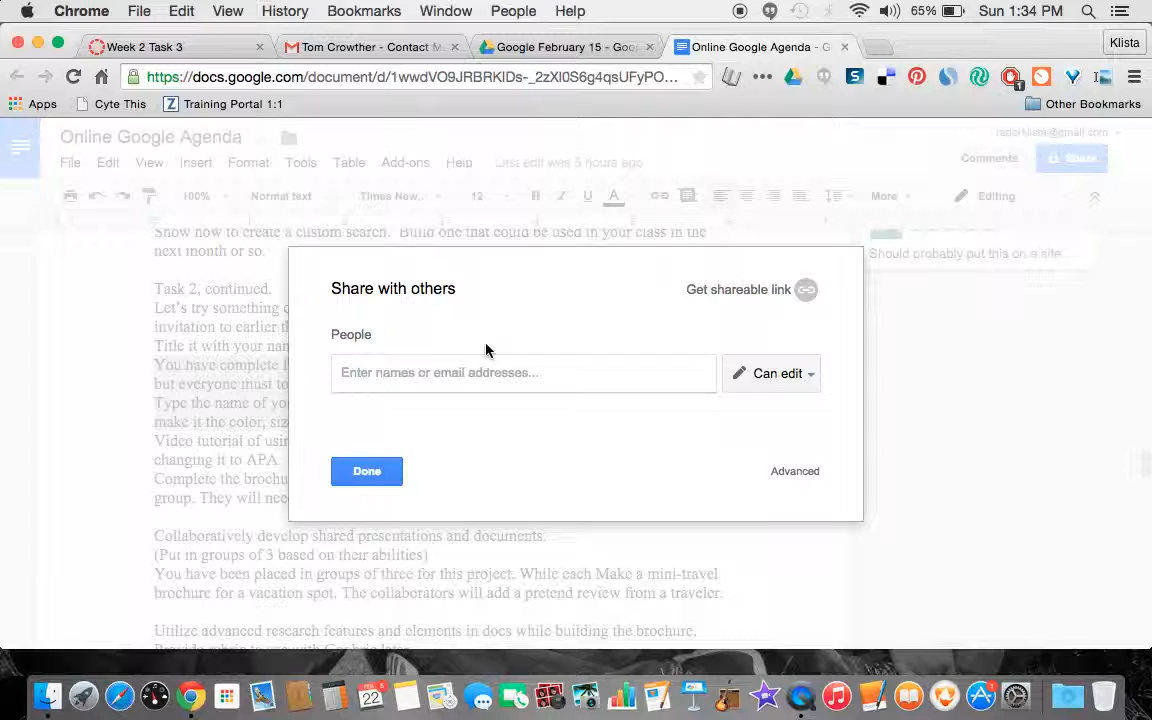 Chrome File Edit View History Bookmarks Window People Help 65% Sun 1:34 PM
Week 2 Task 3 Tom Crowther - Contact M Google February 15 - Goo Online Google Agenda - G Klista
https://docs.google.com/document/d/1wwdVO9JRBRKIDs-_2zXl0S6g4qsUFyPO...
Apps Cyte This Training Portal 1:1 Other Bookmarks
Online Google Agenda
File Edit View Insert Format Tools Table Add-ons Help Last edit was 5 hours ago Comments Share
100% Normal text Times New... 12 B I U A More Editing
Show how to create a custom search. Build one that could be used in your class in the
next month or so.
Should probably put this on a site
Task 2, continued.
Let's try something
invitation to earlier
Title it with your
You have complete
but everyone must
Type the name of
make it the color,
Video tutorial of
changing it to APA
Complete the
group. They will
Share with others Get shareable link
People
Enter names or email addresses... Can edit
Done Advanced
Collaboratively develop shared presentations and documents.
(Put in groups of 3 based on their abilities)
You have been placed in groups of three for this project. While each Make a mini-travel
brochure for a vacation spot. The collaborators will add a pretend review from a traveler.
Utilize advanced research features and elements in docs while building the brochure.
FEB
22
1